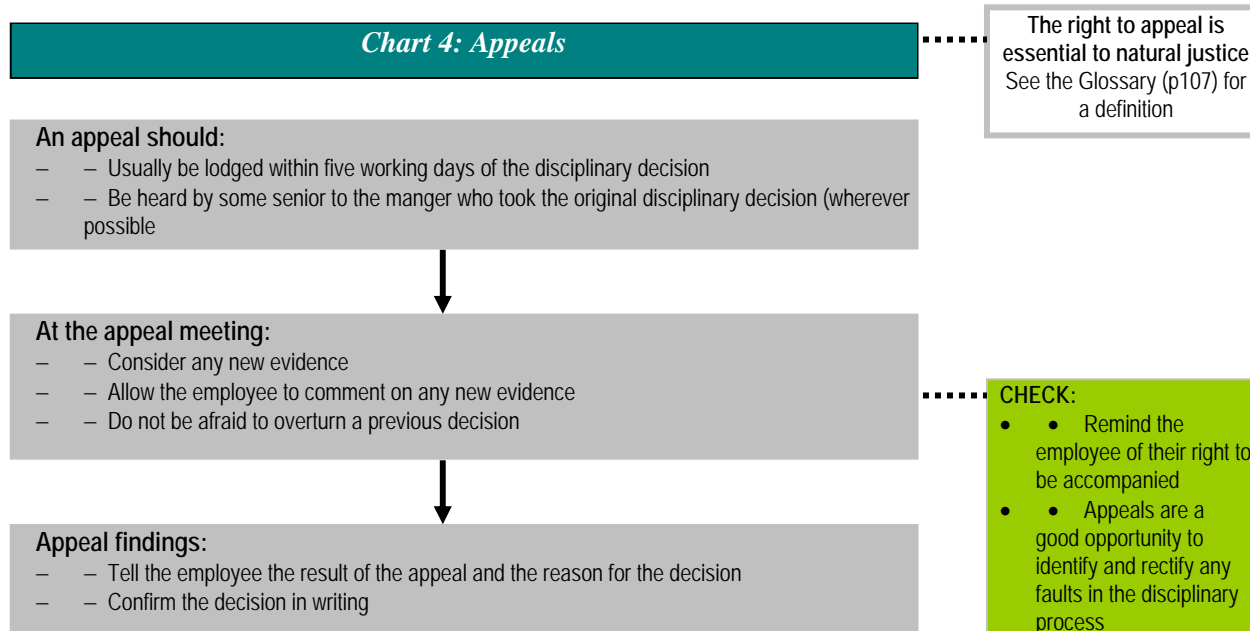 Chart 4: Appeals
The right to appeal is
essential to natural justice
See the Glossary (p107) for
a definition
An appeal should:
– – Usually be lodged within five working days of the disciplinary decision
– – Be heard by some senior to the manger who took the original disciplinary decision (wherever
possible
At the appeal meeting:
– – Consider any new evidence
– – Allow the employee to comment on any new evidence
– – Do not be afraid to overturn a previous decision
CHECK:
• • Remind the
employee of their right to
be accompanied
• • Appeals are a
good opportunity to
identify and rectify any
faults in the disciplinary
process
Appeal findings:
– – Tell the employee the result of the appeal and the reason for the decision
– – Confirm the decision in writing